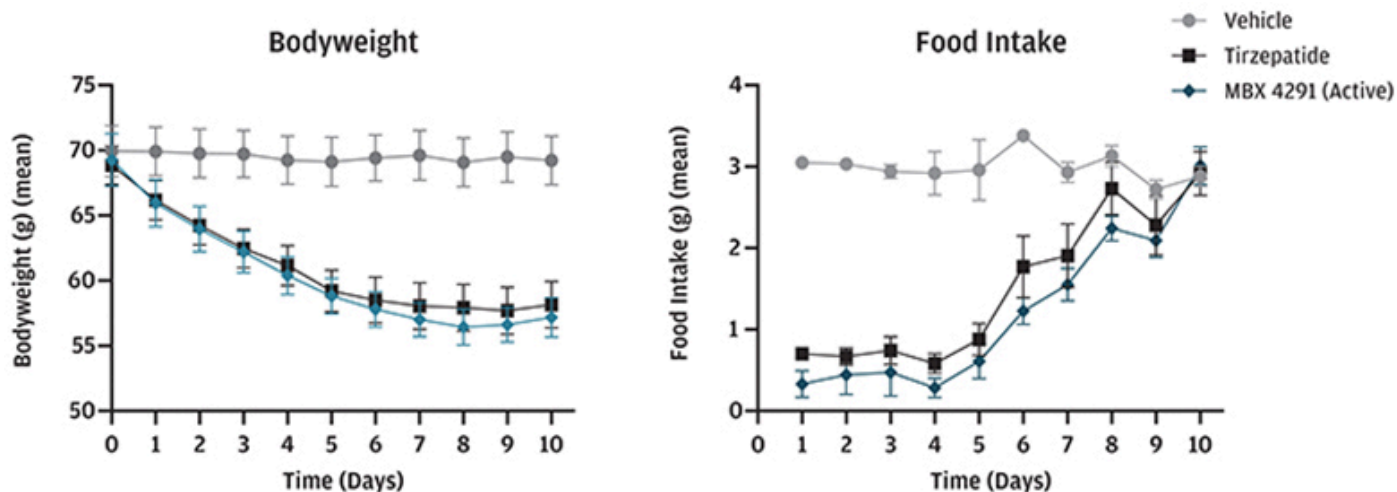 Bodyweight
Bodyweight (g) (mean)
75
70
65
60
55
50
0 1 2 3 4 5 6 7 8 9 10
Time (Days)
Food Intake
Food Intake (g) (mean)
4
3
2
1
0
0 1 2 3 4 5 6 7 8 9 10
Time (Days)
Vehicle
Tirzepatide
MBX 4291 (Active)